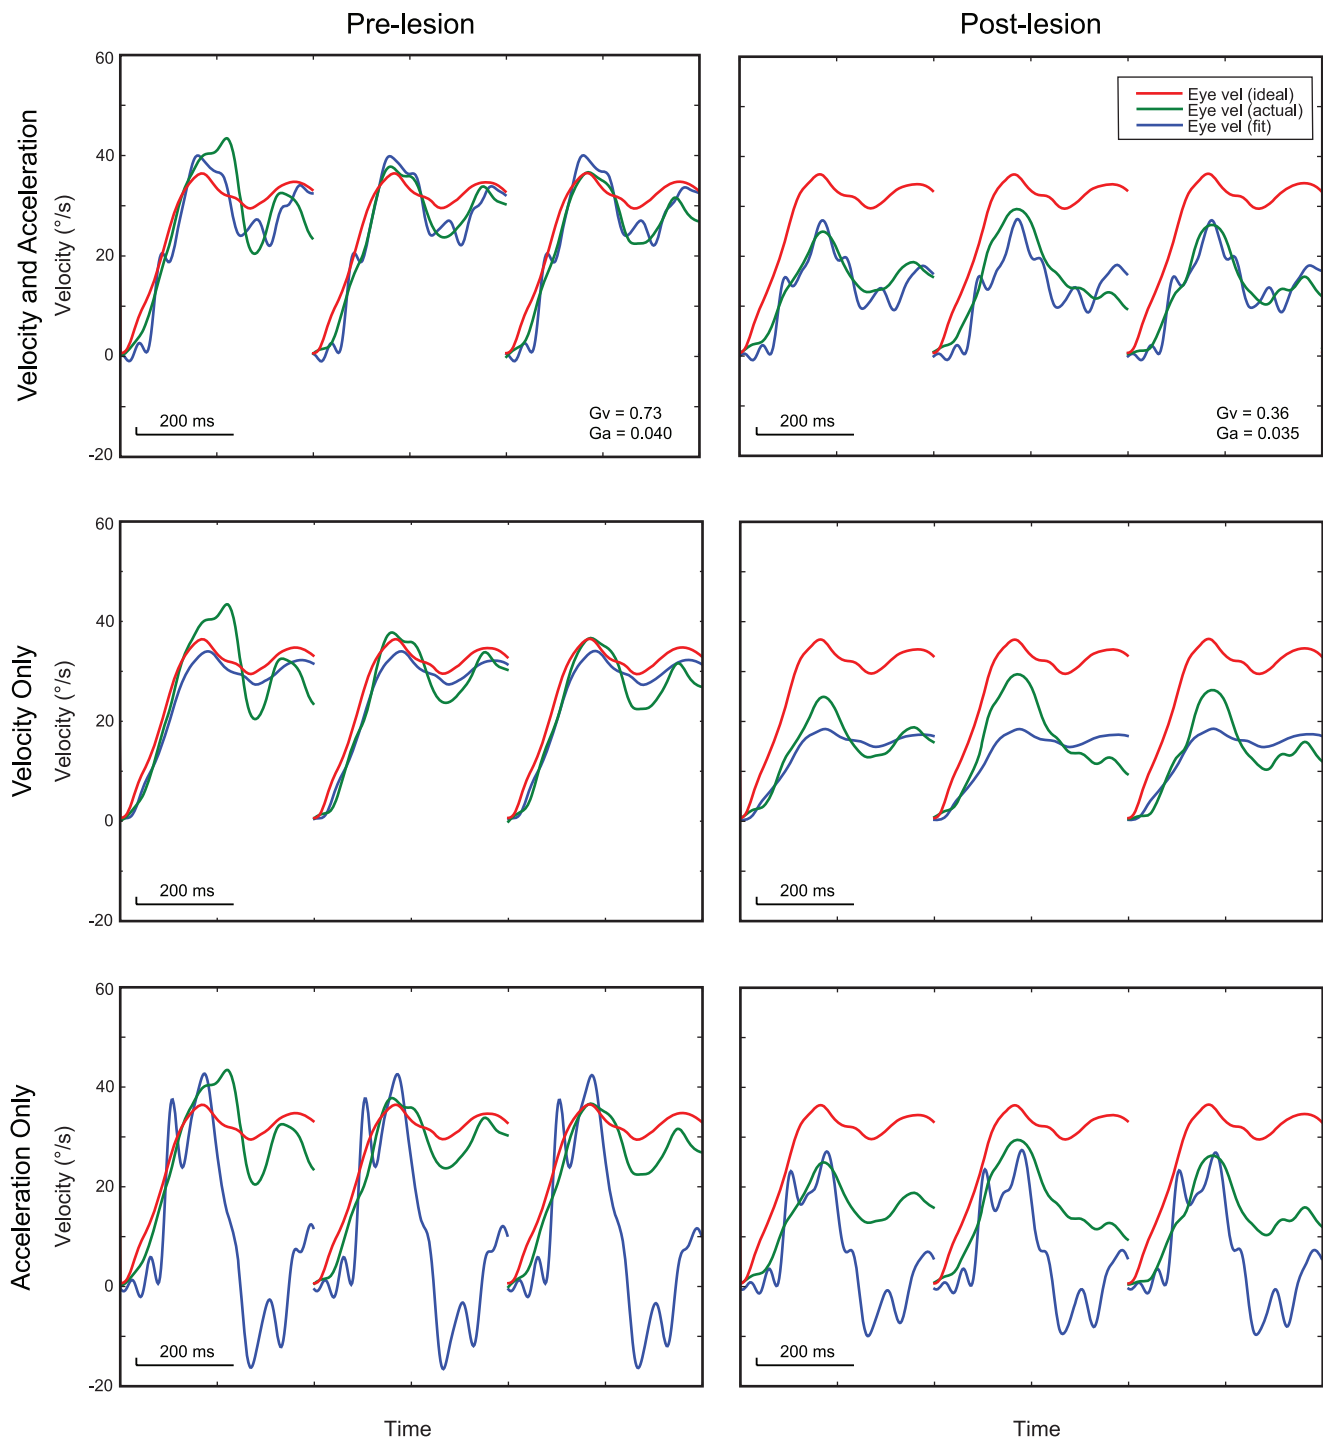 Pre-lesion
Post-lesion
Velocity and Acceleration
Velocity (°/s)
60
40
20
0
-20
200 ms
Gv = 0.73
Ga = 0.040
Eye vel (ideal)
Eye vel (actual)
Eye vel (fit)
200 ms
Gv = 0.36
Ga = 0.035
Velocity Only
Velocity (°/s)
60
40
20
0
-20
200 ms
200 ms
Acceleration Only
Velocity (°/s)
60
40
20
0
-20
200 ms
200 ms
Time
Time